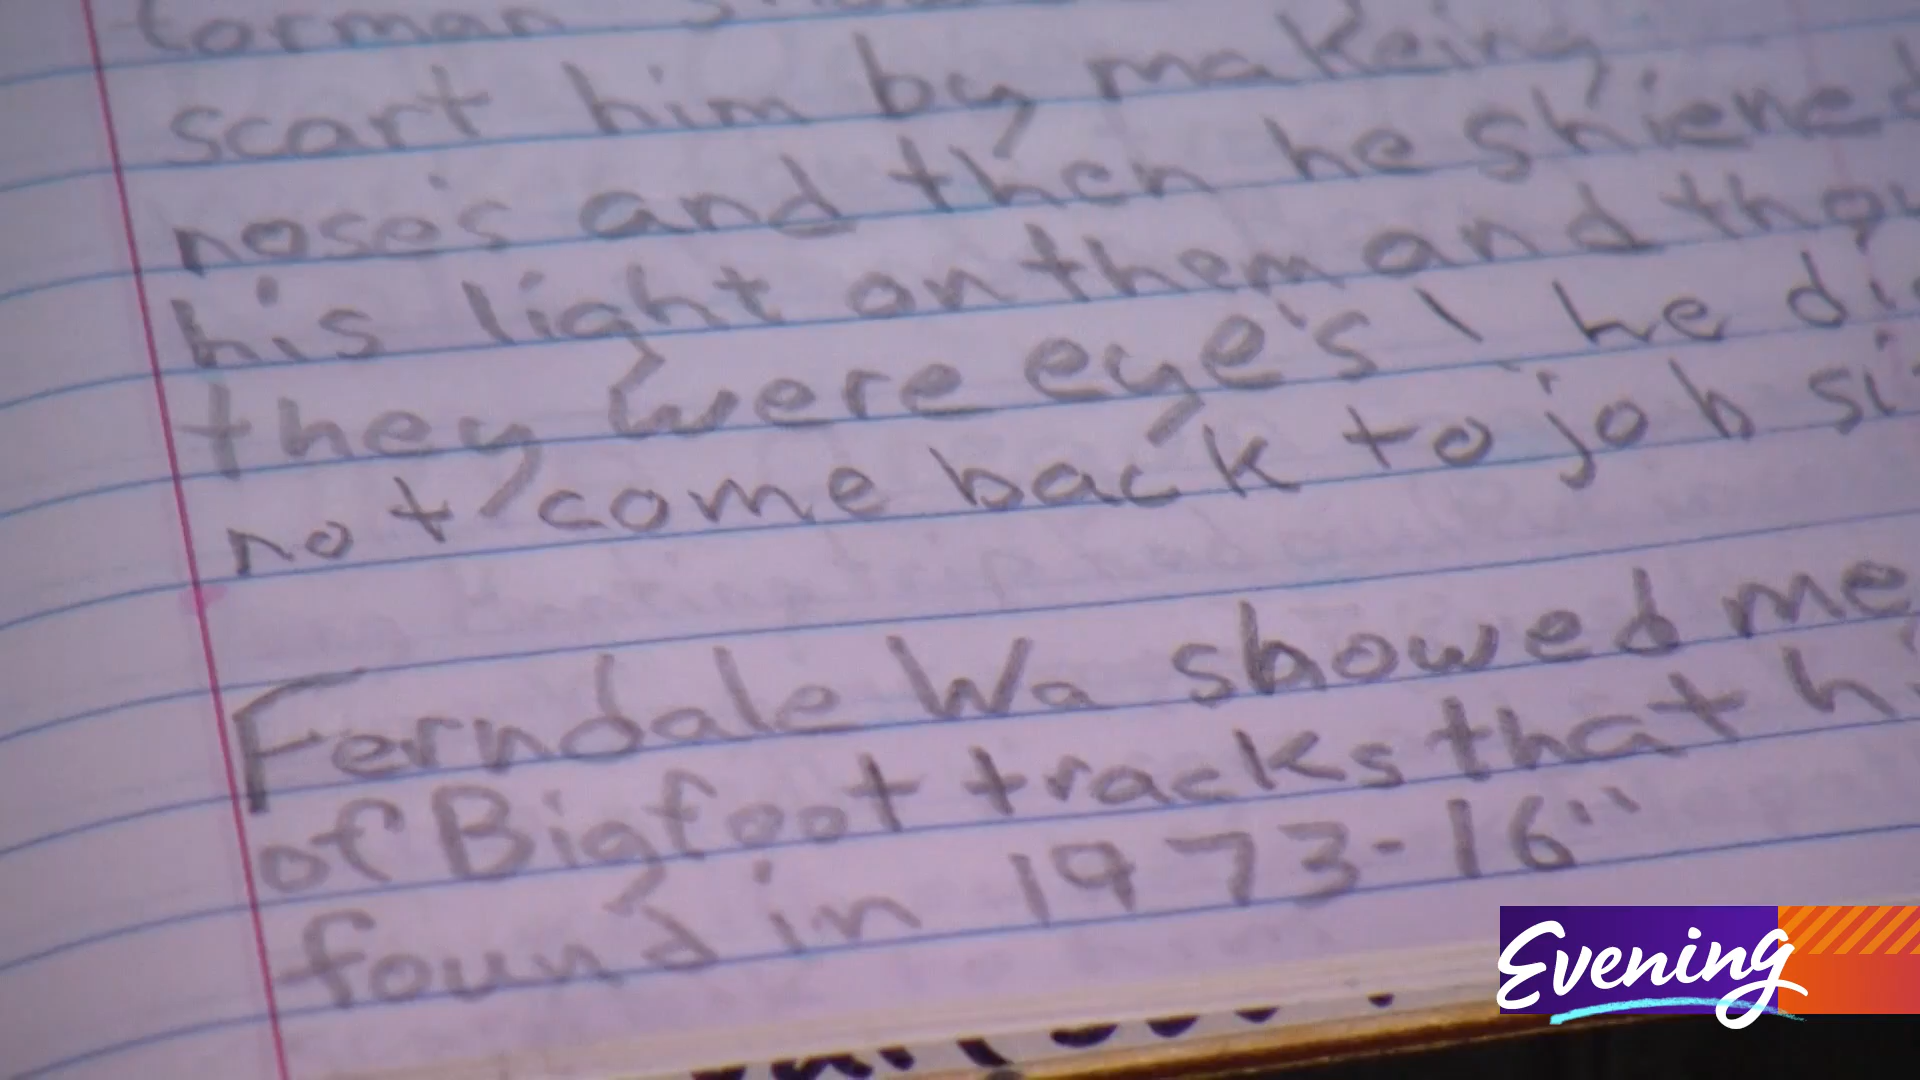 scart him by makeing
nose's and then he shiened
his light on them and thou
they were eye's! he di
not come back to job si
Ferndale Wa showed me
of Bigfoot tracks that hi
found in 1973-16"
Evening